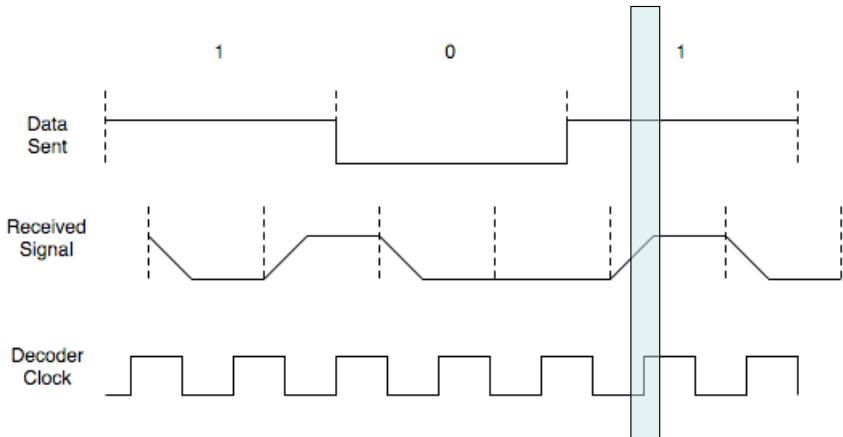 1 0 1
Data
Sent
Received
Signal
Decoder
Clock